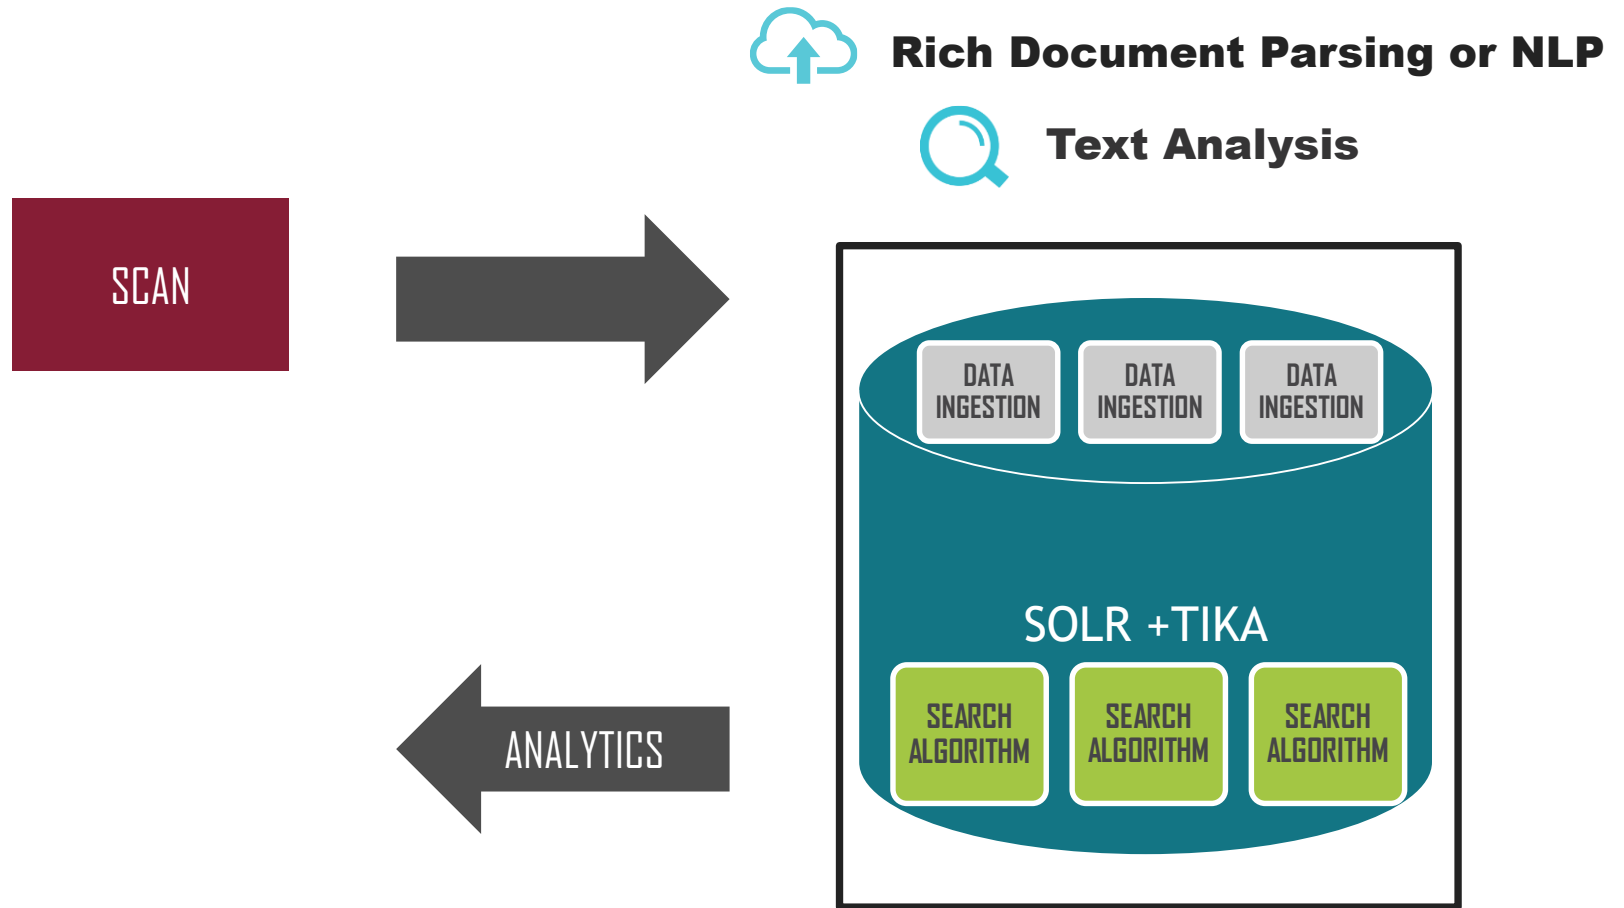 Rich Document Parsing or NLP
Text Analysis
SCAN
DATA
INGESTION
DATA
INGESTION
DATA
INGESTION
SOLR +TIKA
SEARCH
ALGORITHM
SEARCH
ALGORITHM
SEARCH
ALGORITHM
ANALYTICS